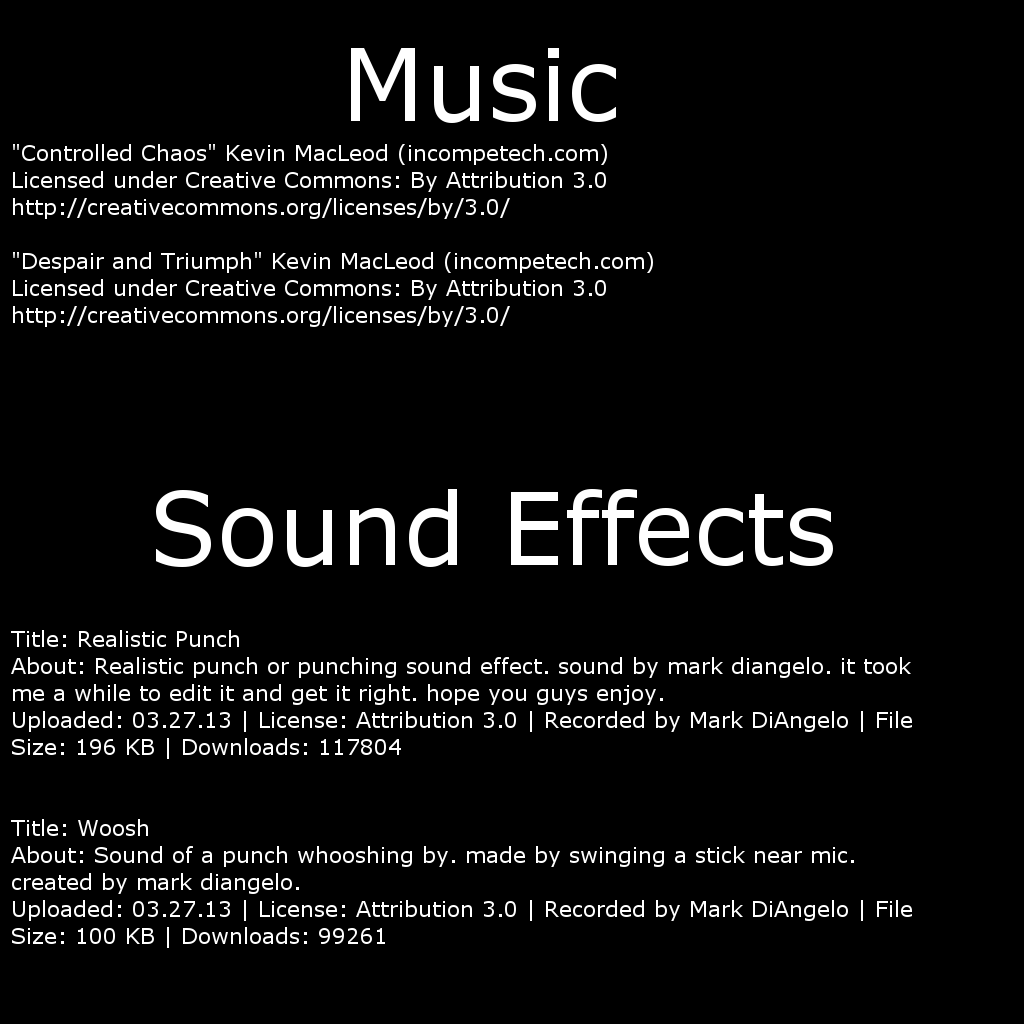 Music
"Controlled Chaos" Kevin MacLeod (incompetech.com)
Licensed under Creative Commons: By Attribution 3.0
http://creativecommons.org/licenses/by/3.0/
"Despair and Triumph" Kevin MacLeod (incompetech.com)
Licensed under Creative Commons: By Attribution 3.0
http://creativecommons.org/licenses/by/3.0/
Sound Effects
Title: Realistic Punch
About: Realistic punch or punching sound effect. sound by mark diangelo. it took
me a while to edit it and get it right. hope you guys enjoy.
Uploaded: 03.27.13 | License: Attribution 3.0 | Recorded by Mark DiAngelo | File
Size: 196 KB | Downloads: 117804
Title: Woosh
About: Sound of a punch whooshing by. made by swinging a stick near mic.
created by mark diangelo.
Uploaded: 03.27.13 | License: Attribution 3.0 | Recorded by Mark DiAngelo | File
Size: 100 KB | Downloads: 99261